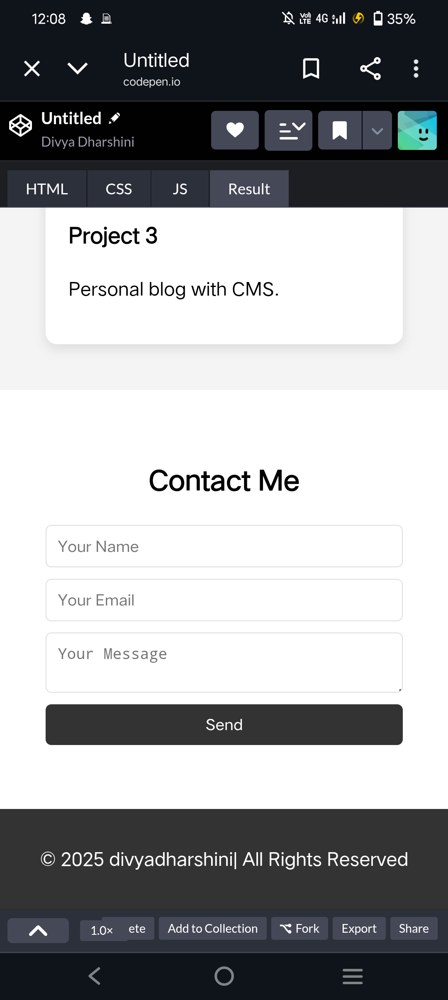 12:08
VoLTE 4G 35%
Untitled
codepen.io
Untitled
Divya Dharshini
HTML CSS JS Result
Project 3
Personal blog with CMS.
Contact Me
Your Name
Your Email
Your Message
Send
© 2025 divyadharshini| All Rights Reserved
1.0× ete Add to Collection Fork Export Share